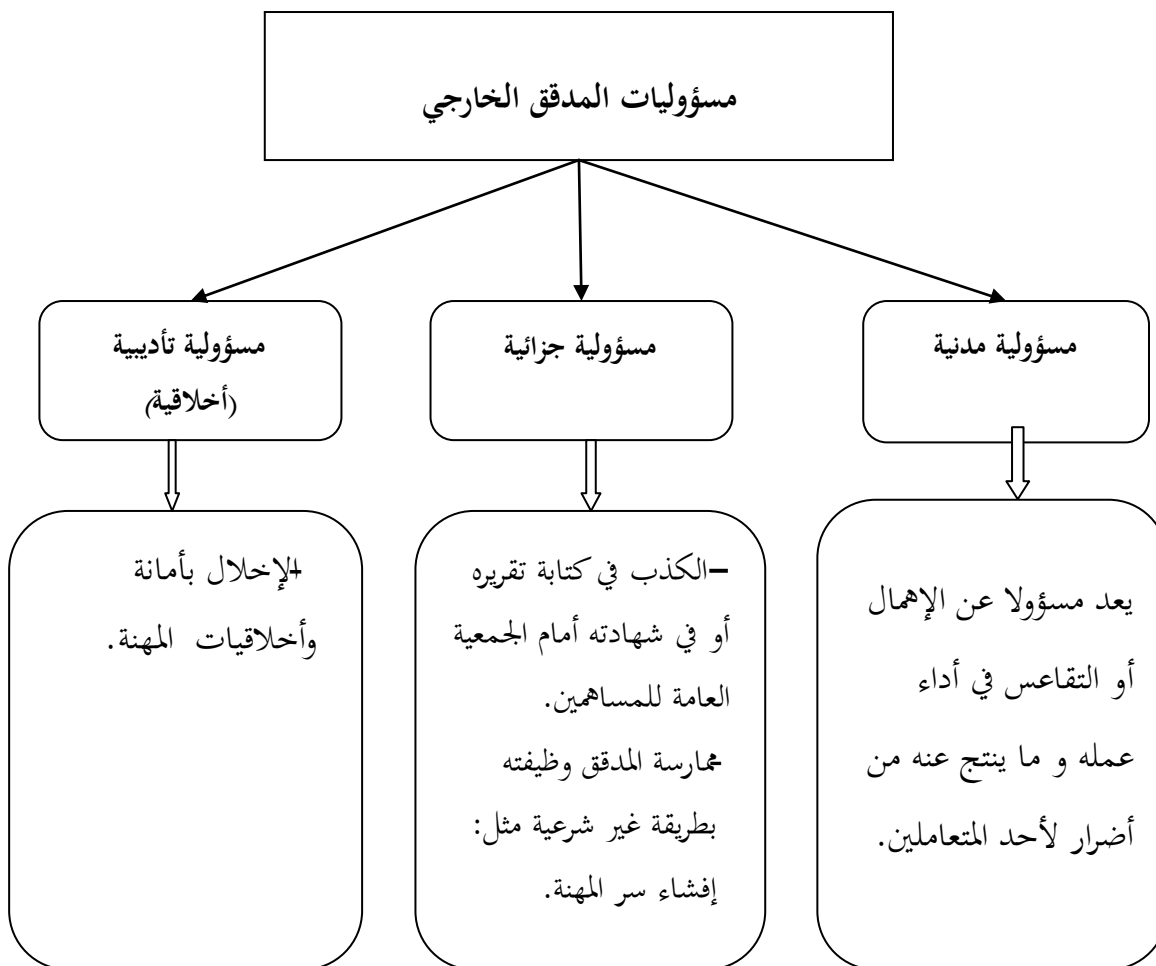 مسؤوليات المدقق الخارجي
مسؤولية مدنية
مسؤولية جزائية
مسؤولية تأديبية
(أخلاقية)
يعد مسؤولا عن الإهمال
أو التقاعس في أداء
عمله و ما ينتج عنه من
أضرار لأحد المتعاملين.
-الكذب في كتابة تقريره
أو في شهادته أمام الجمعية
العامة للمساهمين.
-ممارسة المدقق وظيفته
بطريقة غير شرعية مثل:
إفشاء سر المهنة.
-الإخلال بأمانة
وأخلاقيات المهنة.